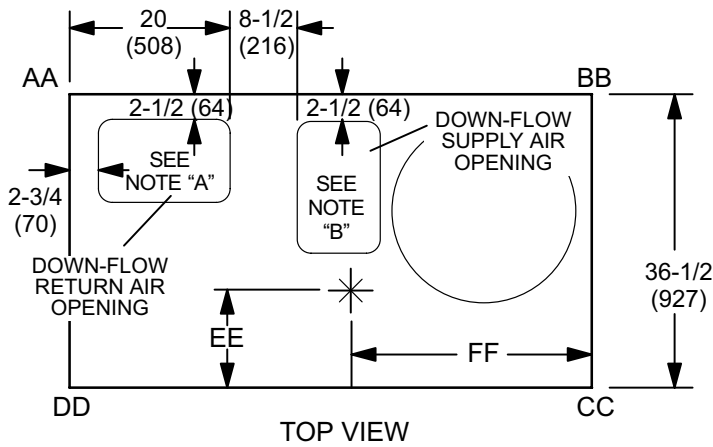 20
(508)
8-1/2
(216)
AA
BB
2-1/2 (64)
2-1/2 (64)
DOWN-FLOW
SUPPLY AIR
OPENING
SEE
NOTE “A”
SEE
NOTE
“B”
2-3/4
(70)
DOWN-FLOW
RETURN AIR
OPENING
36-1/2
(927)
EE
FF
DD
CC
TOP VIEW